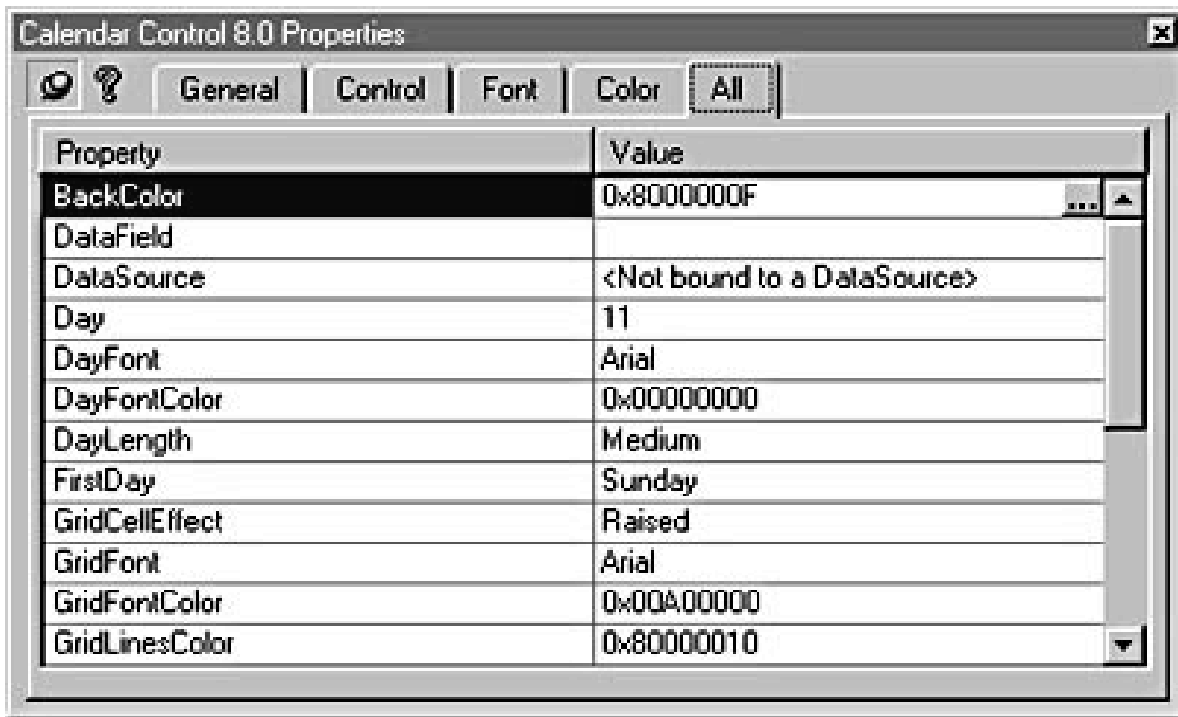 Calendar Control 8.0 Properties
General Control Font Color All
Property Value
BackColor 0x8000000F ...
DataField
DataSource <Not bound to a DataSource>
Day 11
DayFont Arial
DayFontColor 0x00000000
DayLength Medium
FirstDay Sunday
GridCellEffect Raised
GridFont Arial
GridFontColor 0x00A00000
GridLinesColor 0x80000010